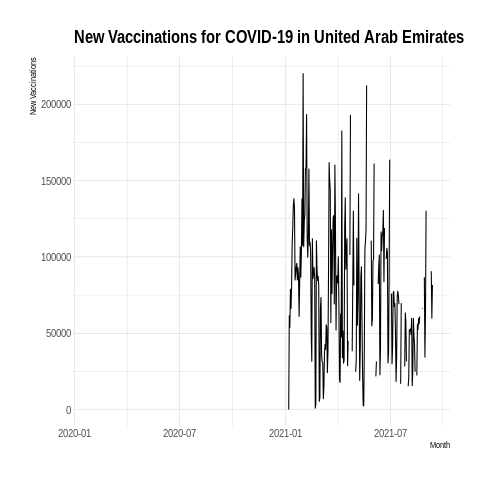 New Vaccinations for COVID-19 in United Arab Emirates
New Vaccinations
200000
150000
100000
50000
0
2020-01 2020-07 2021-01 2021-07
Month